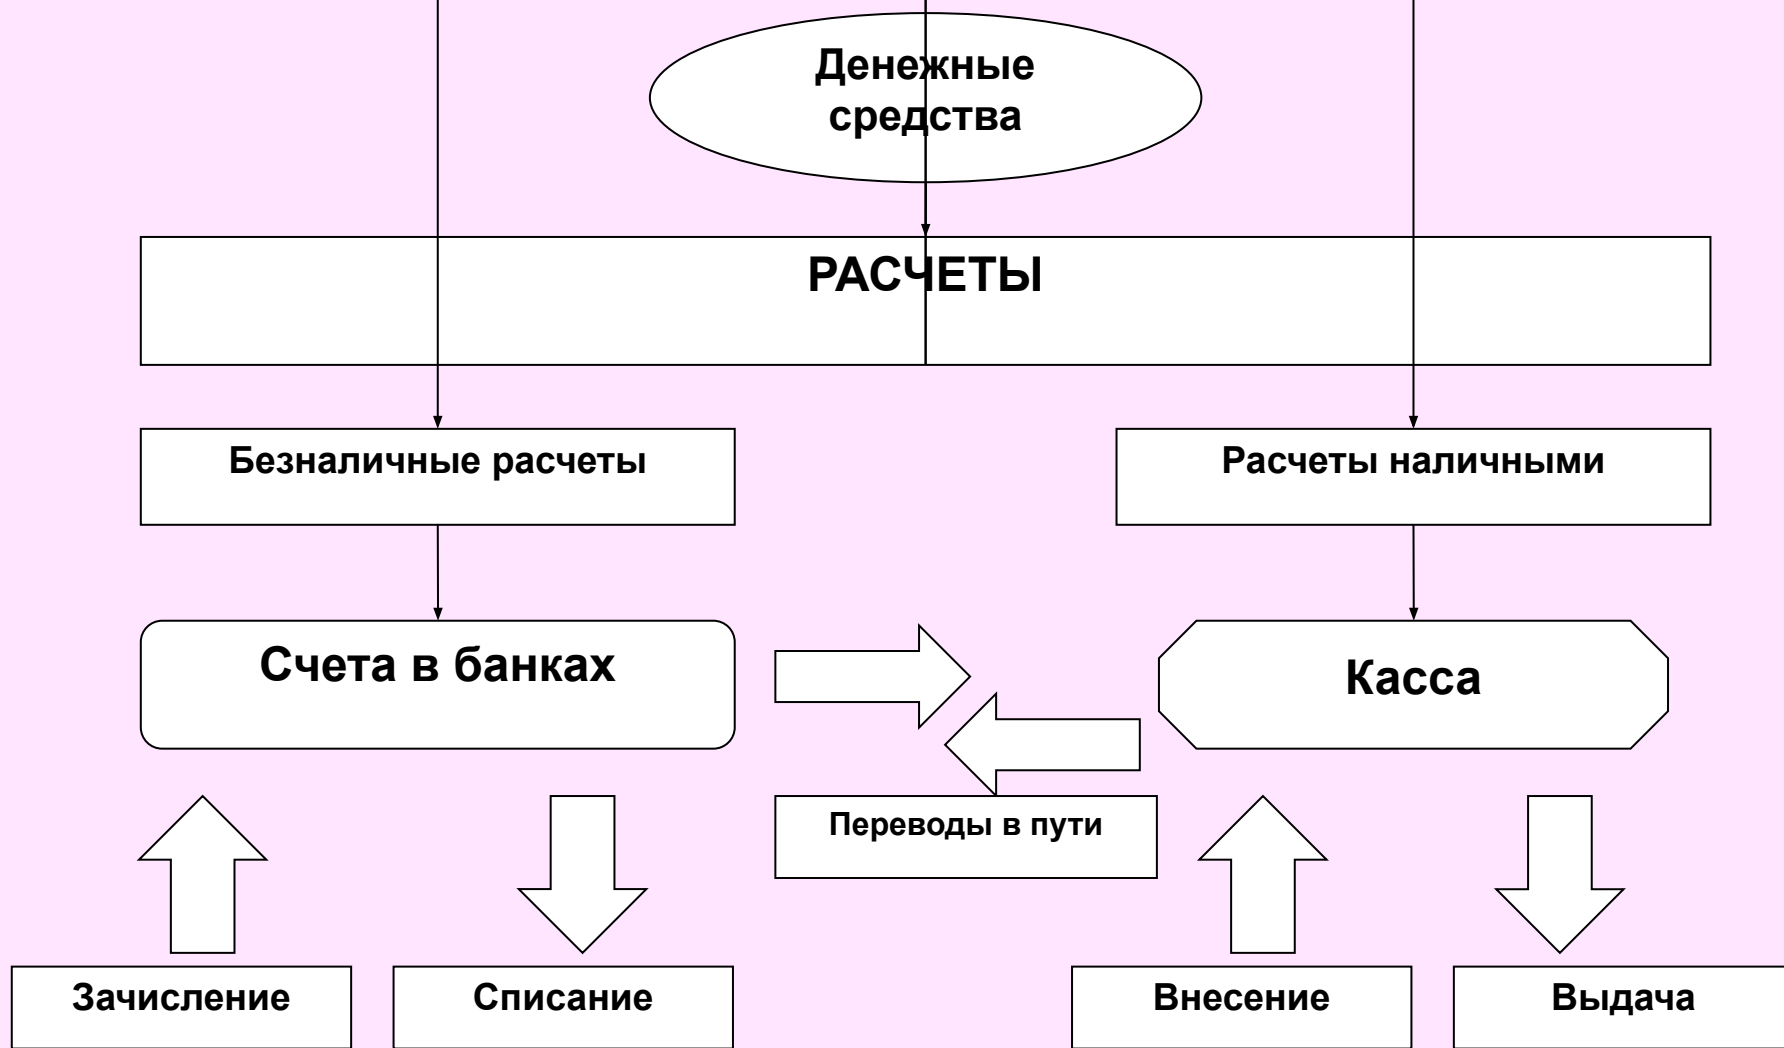 Денежные
средства
РАСЧЕТЫ
Безналичные расчеты
Расчеты наличными
Счета в банках
Касса
Переводы в пути
Зачисление
Списание
Внесение
Выдача